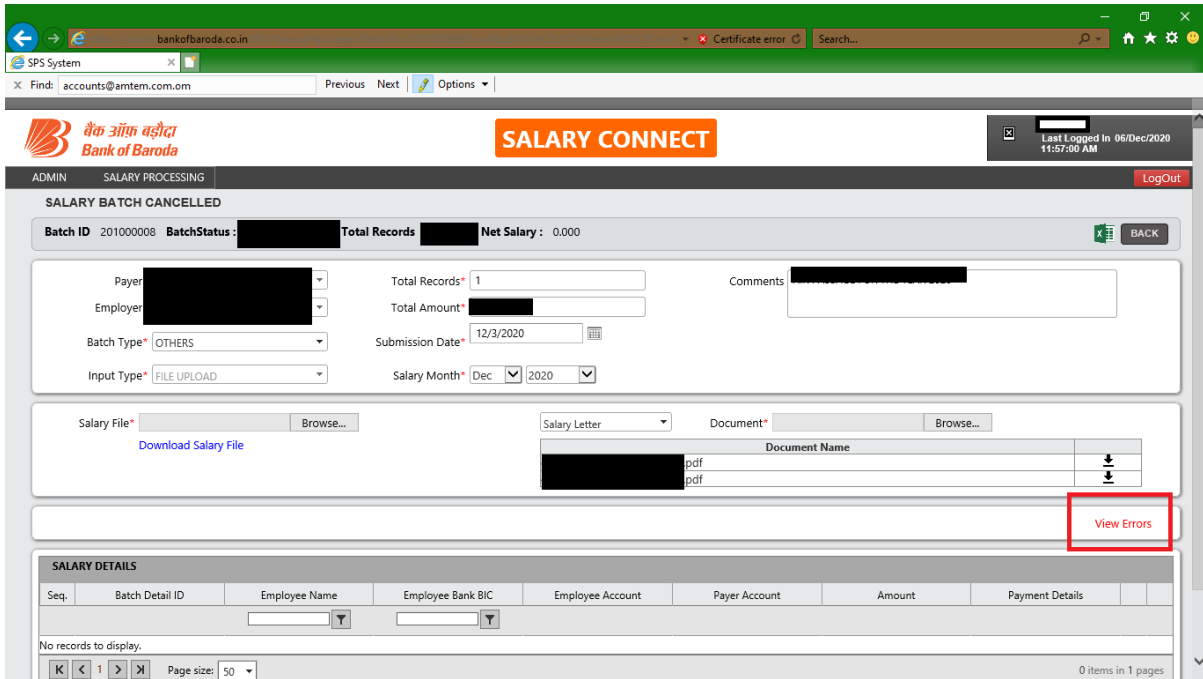 bankofbaroda.co.in Certificate error Search...
SPS System
x Find: accounts@amtem.com.om Previous Next Options
बैंक ऑफ़ बड़ौदा
Bank of Baroda
SALARY CONNECT
Last Logged In 06/Dec/2020
11:57:00 AM
ADMIN SALARY PROCESSING LogOut
SALARY BATCH CANCELLED
Batch ID 201000008 BatchStatus : Total Records Net Salary : 0.000 BACK
Payer Total Records* 1 Comments
Employer Total Amount*
Batch Type* OTHERS Submission Date* 12/3/2020
Input Type* FILE UPLOAD Salary Month* Dec 2020
Salary File* Browse... Salary Letter Document* Browse...
Download Salary File
Document Name
.pdf
.pdf
View Errors
SALARY DETAILS
Seq. Batch Detail ID Employee Name Employee Bank BIC Employee Account Payer Account Amount Payment Details
No records to display.
1 Page size: 50 0 items in 1 pages